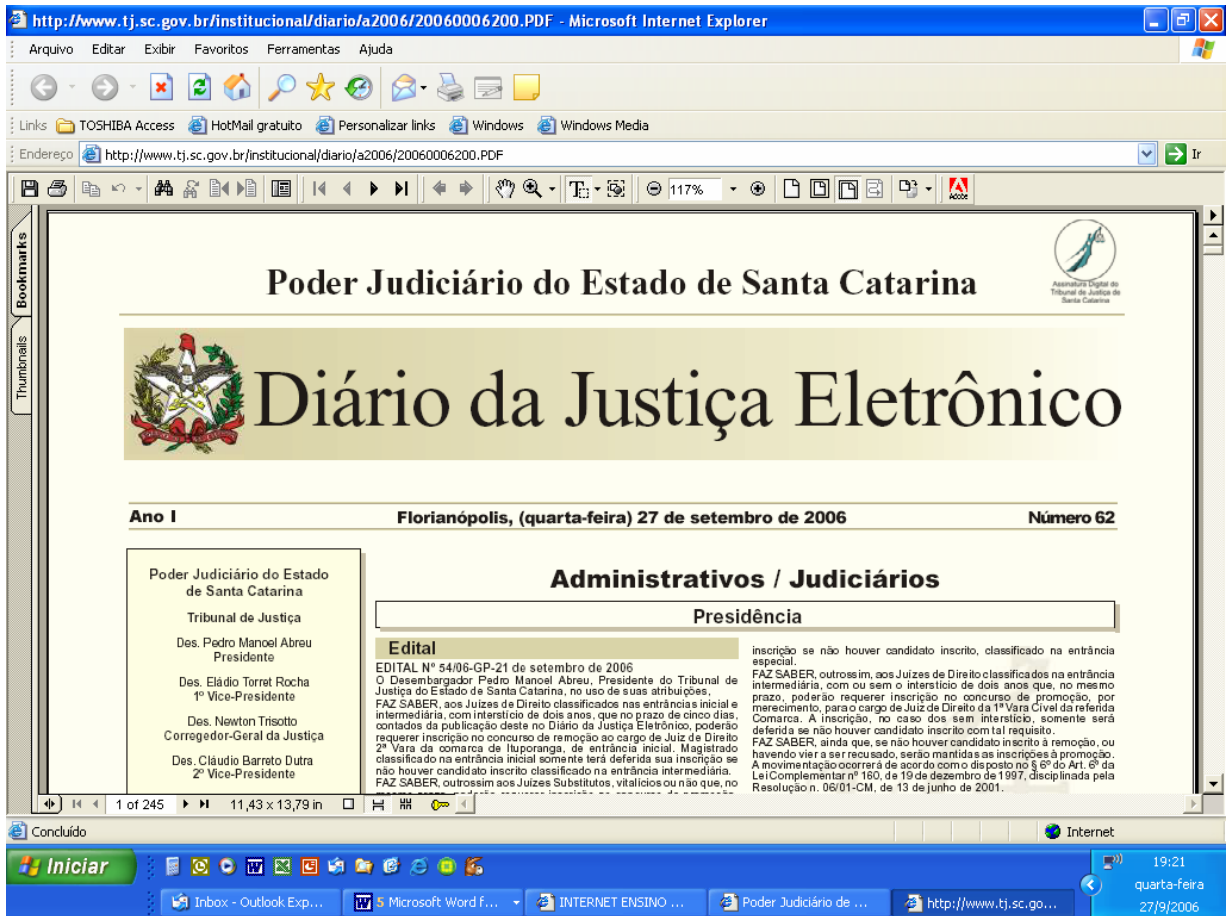 http://www.tj.sc.gov.br/institucional/diario/a2006/20060006200.PDF - Microsoft Internet Explorer
Arquivo Editar Exibir Favoritos Ferramentas Ajuda
Links TOSHIBA Access HotMail gratuito Personalizar links Windows Windows Media
Endereço http://www.tj.sc.gov.br/institucional/diario/a2006/20060006200.PDF Ir
117%
Adobe
Bookmarks
Thumbnails
Poder Judiciário do Estado de Santa Catarina
Assinatura Digital do
Tribunal de Justiça de
Santa Catarina
Diário da Justiça Eletrônico
Ano I Florianópolis, (quarta-feira) 27 de setembro de 2006 Número 62
Poder Judiciário do Estado
de Santa Catarina
Tribunal de Justiça
Des. Pedro Manoel Abreu
Presidente
Des. Eládio Torret Rocha
1º Vice-Presidente
Des. Newton Trisotto
Corregedor-Geral da Justiça
Des. Cláudio Barreto Dutra
2º Vice-Presidente
Administrativos / Judiciários
Presidência
Edital
EDITAL Nº 54/06-GP-21 de setembro de 2006
O Desembargador Pedro Manoel Abreu, Presidente do Tribunal de
Justiça do Estado de Santa Catarina, no uso de suas atribuições,
FAZ SABER, aos Juízes de Direito classificados nas entrâncias inicial e
intermediária, com interstício de dois anos, que no prazo de cinco dias,
contados da publicação deste no Diário da Justiça Eletrônico, poderão
requerer inscrição no concurso de remoção ao cargo de Juiz de Direito
2ª Vara da comarca de Ituporanga, de entrância inicial. Magistrado
classificado na entrância inicial somente terá deferida sua inscrição se
não houver candidato inscrito classificado na entrância intermediária.
FAZ SABER, outrossim aos Juízes Substitutos, vitalícios ou não que, no
inscrição se não houver candidato inscrito, classificado na entrância
especial.
FAZ SABER, outrossim, aos Juízes de Direito classificados na entrância
intermediária, com ou sem o interstício de dois anos que, no mesmo
prazo, poderão requerer inscrição no concurso de promoção, por
merecimento, para o cargo de Juiz de Direito da 1ª Vara Cível da referida
Comarca. A inscrição, no caso dos sem interstício, somente será
deferida se não houver candidato inscrito com tal requisito.
FAZ SABER, ainda que, se não houver candidato inscrito à remoção, ou
havendo vier a ser recusado, serão mantidas as inscrições à promoção.
A movimentação ocorrerá de acordo com o disposto no § 6º do Art. 6º da
Lei Complementar nº 160, de 19 de dezembro de 1997, disciplinada pela
Resolução n. 06/01-CM, de 13 de junho de 2001.
1 of 245 11,43 x 13,79 in
Concluído Internet
Iniciar 19:21
quarta-feira
27/9/2006
Inbox - Outlook Exp... 5 Microsoft Word f... INTERNET ENSINO ... Poder Judiciário de ... http://www.tj.sc.go...